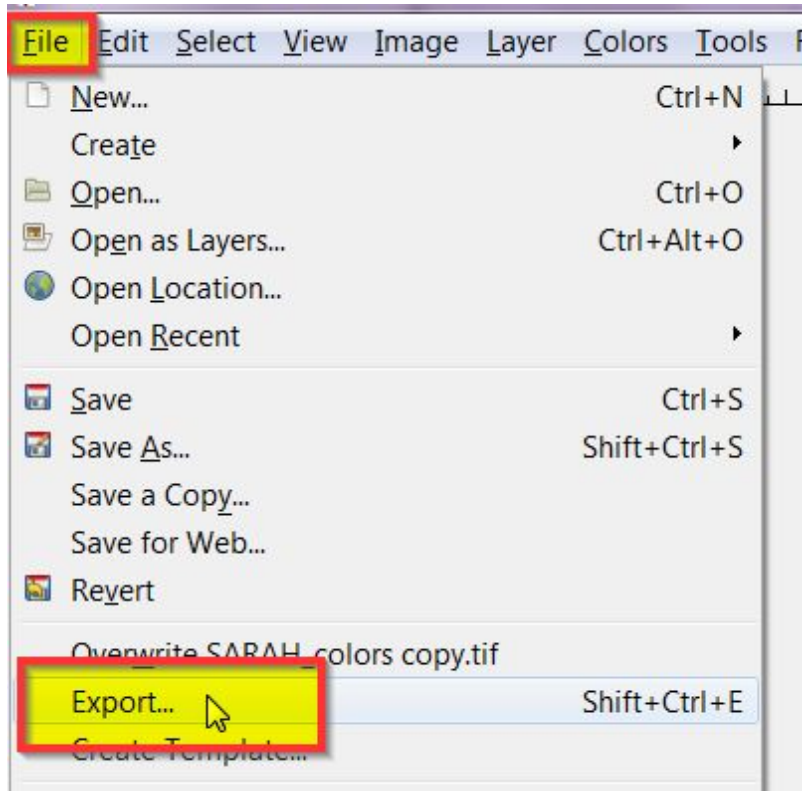 File Edit Select View Image Layer Colors Tools
New... Ctrl+N
Create
Open... Ctrl+O
Open as Layers... Ctrl+Alt+O
Open Location...
Open Recent
Save Ctrl+S
Save As... Shift+Ctrl+S
Save a Copy...
Save for Web...
Revert
Overwrite SARAH_colors copy.tif
Export... Shift+Ctrl+E
Create Template...